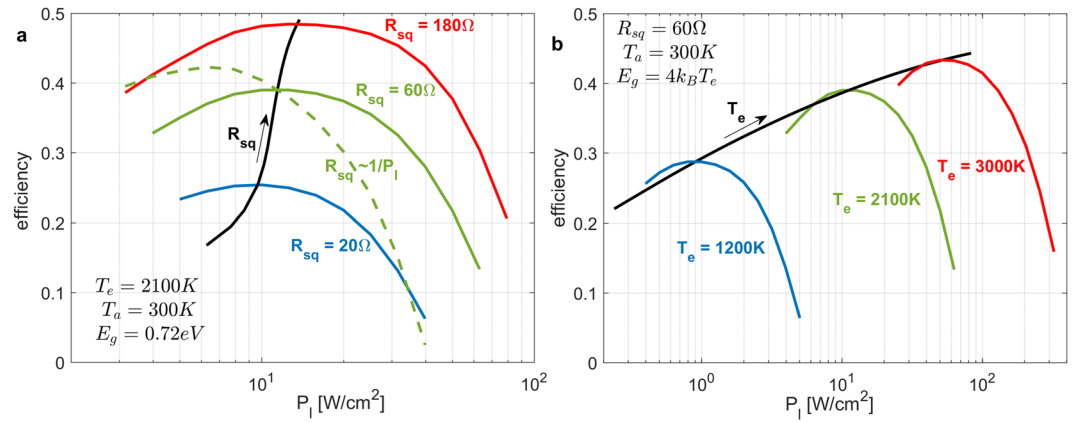 a
0.5
0.4
0.3
0.2
0.1
0
efficiency
R_sq = 180Ω
R_sq = 60Ω
R_sq
R_sq~1/P_l
R_sq = 20Ω
T_e = 2100K
T_a = 300K
E_g = 0.72eV
10^1
10^2
P_l [W/cm^2]
b
0.5
0.4
0.3
0.2
0.1
0
efficiency
R_sq = 60Ω
T_a = 300K
E_g = 4k_BT_e
T_e
T_e = 3000K
T_e = 2100K
T_e = 1200K
10^0
10^1
10^2
P_l [W/cm^2]